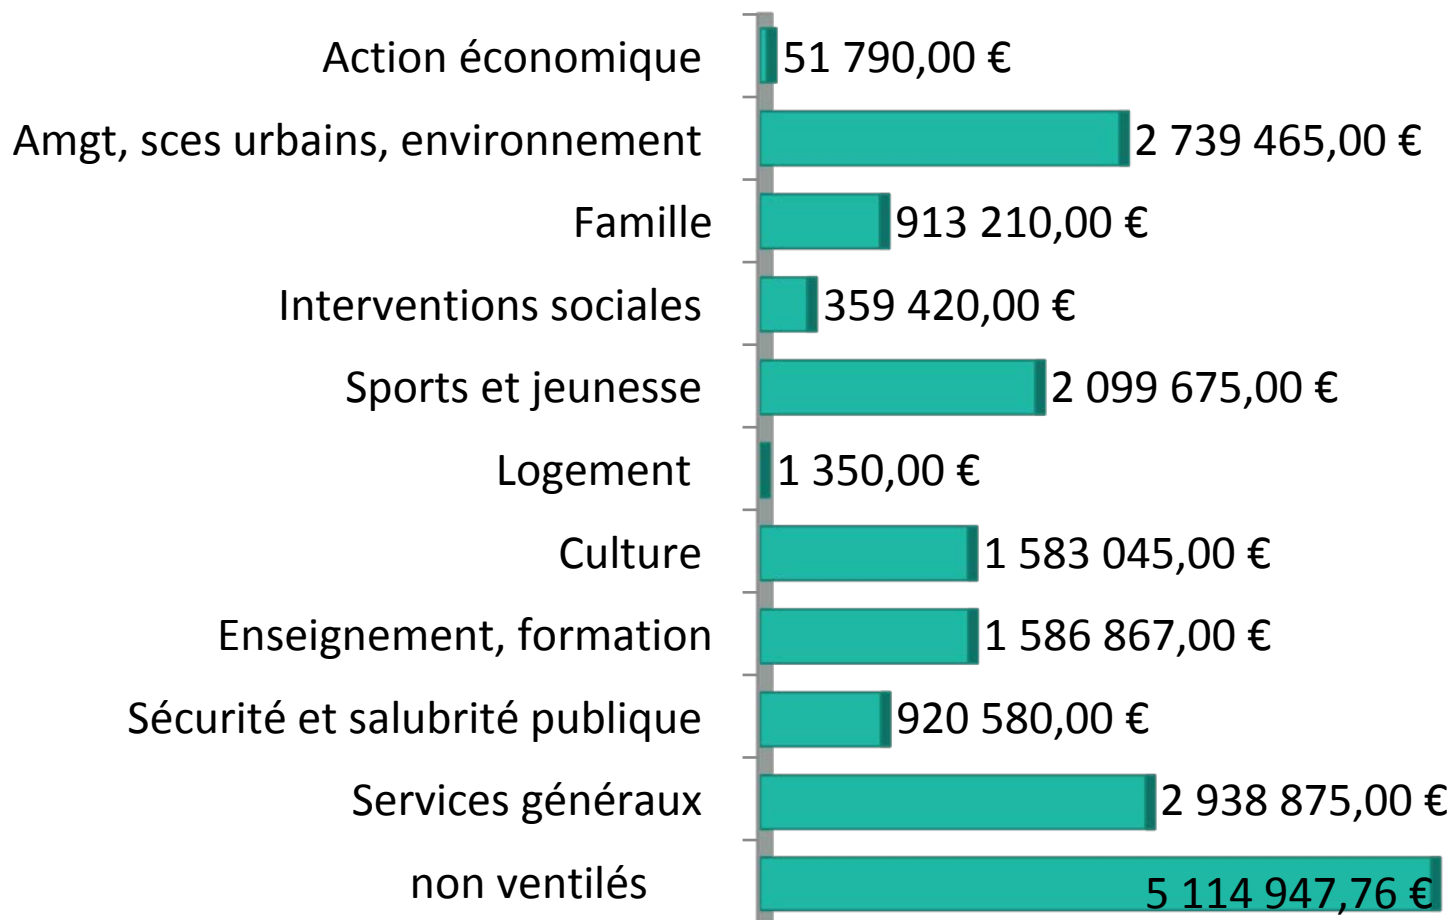 Action économique 51 790,00 €
Amgt, sces urbains, environnement 2 739 465,00 €
Famille 913 210,00 €
Interventions sociales 359 420,00 €
Sports et jeunesse 2 099 675,00 €
Logement 1 350,00 €
Culture 1 583 045,00 €
Enseignement, formation 1 586 867,00 €
Sécurité et salubrité publique 920 580,00 €
Services généraux 2 938 875,00 €
non ventilés 5 114 947,76 €